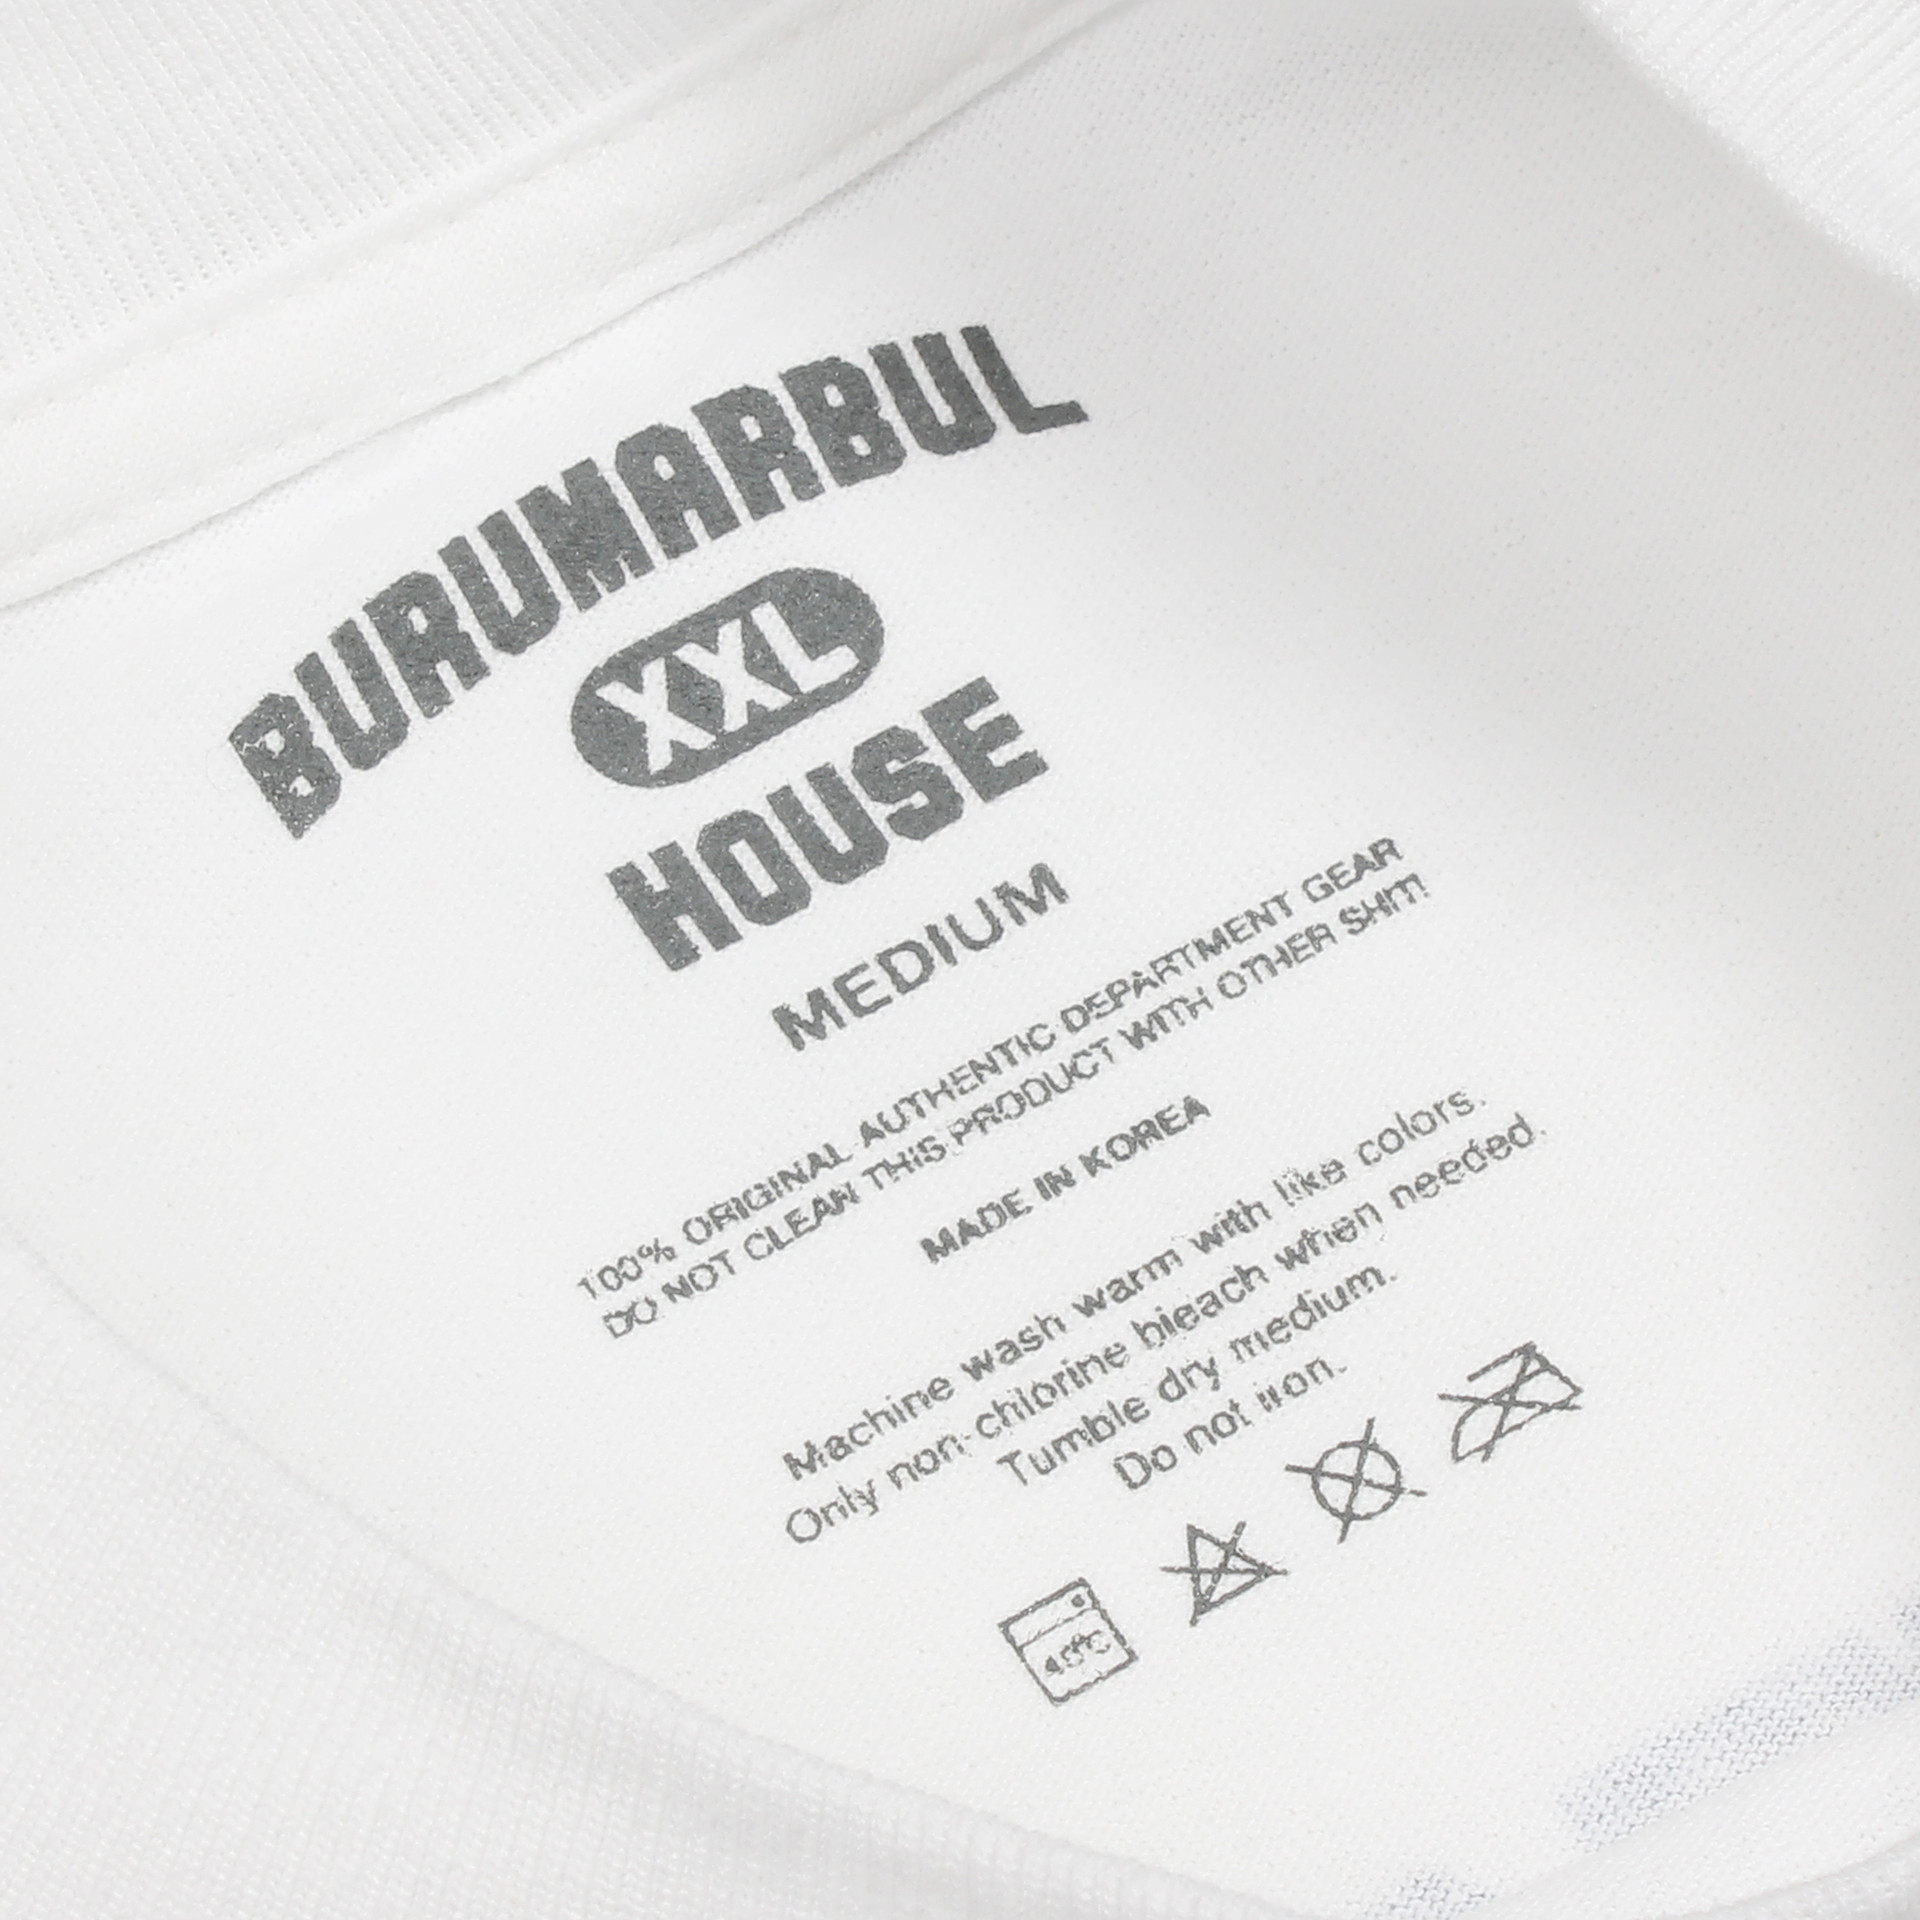 BURUMARBUL
XXL
HOUSE
MEDIUM
100% ORIGINAL AUTHENTIC DEPARTMENT GEAR
DO NOT CLEAN THIS PRODUCT WITH OTHER SHIT!
MADE IN KOREA
Machine wash warm with like colors.
Only non-chlorine bleach when needed.
Tumble dry medium.
Do not iron.
40°C